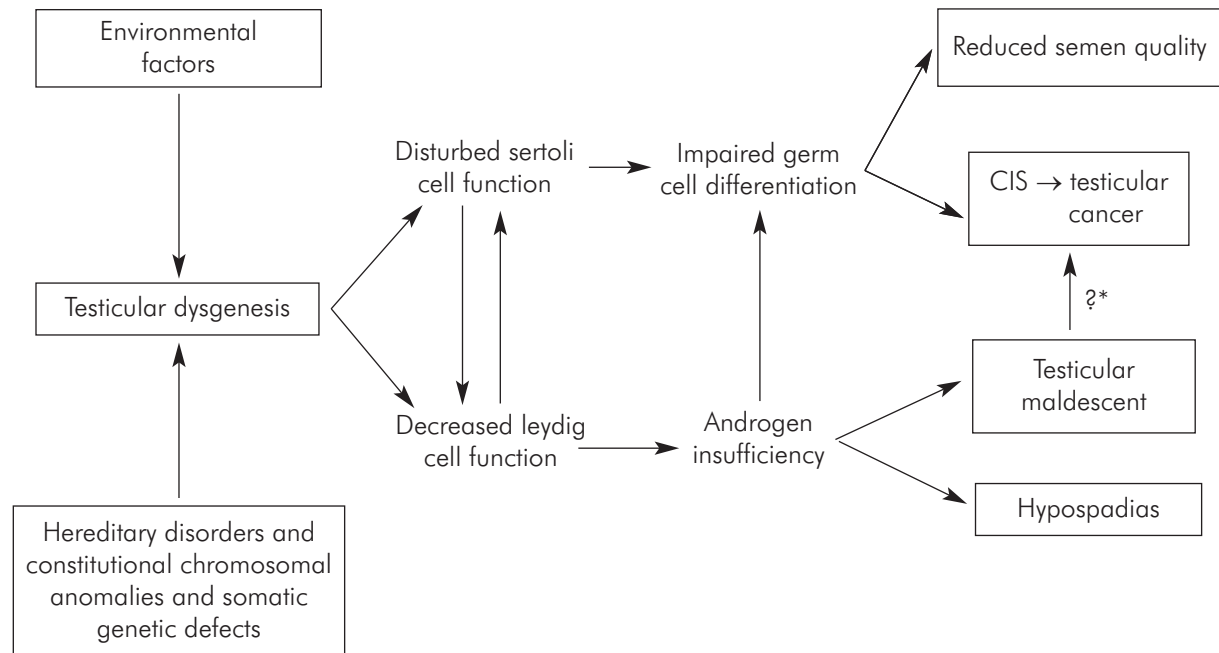 Environmental
factors
Reduced semen quality
Disturbed sertoli
cell function
Impaired germ
cell differentiation
CIS → testicular
cancer
Testicular dysgenesis
?*
Testicular
maldescent
Decreased leydig
cell function
Androgen
insufficiency
Hypospadias
Hereditary disorders and
constitutional chromosomal
anomalies and somatic
genetic defects